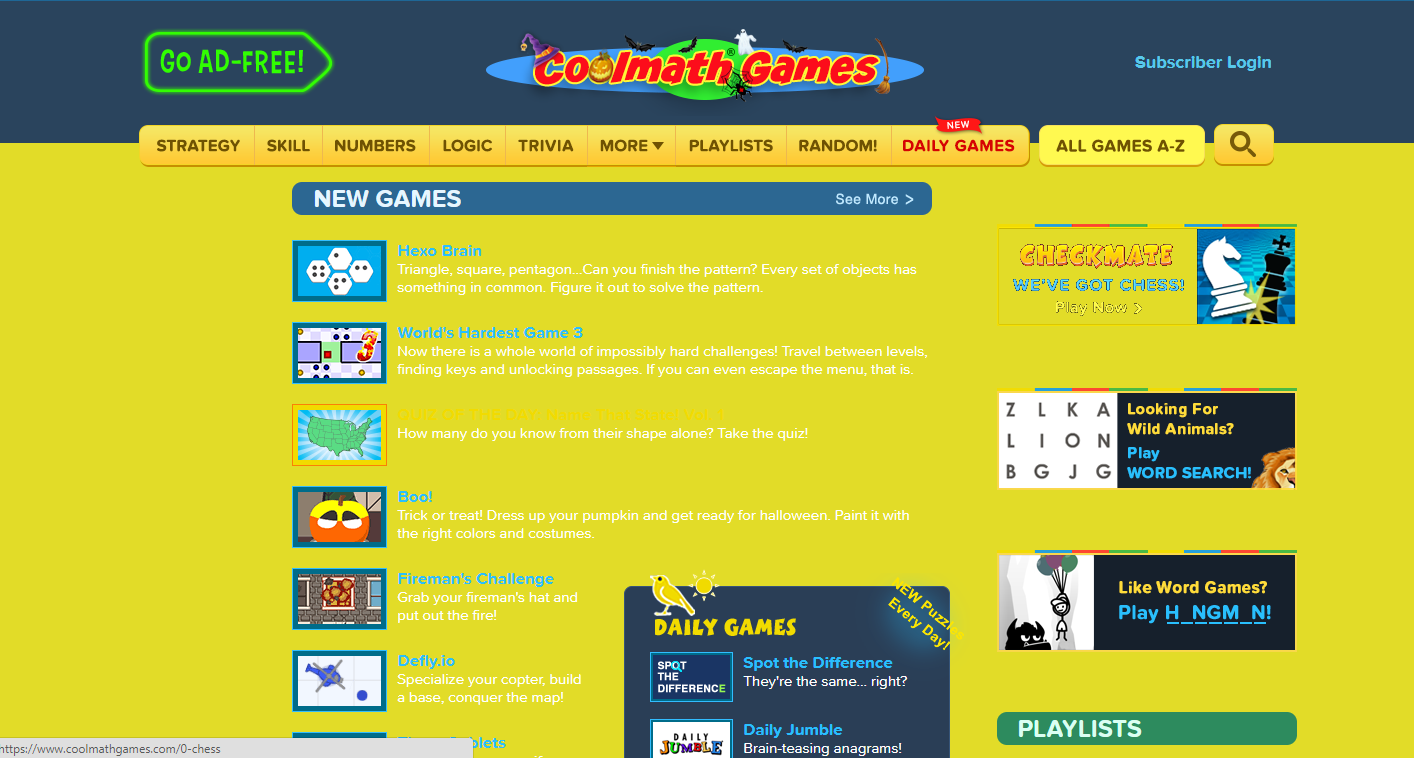 GO AD-FREE!
Coolmath Games
Subscriber Login
STRATEGY SKILL NUMBERS LOGIC TRIVIA MORE PLAYLISTS RANDOM! NEW DAILY GAMES ALL GAMES A-Z
NEW GAMES
See More >
Hexo Brain
Triangle, square, pentagon...Can you finish the pattern? Every set of objects has
something in common. Figure it out to solve the pattern.
World's Hardest Game 3
Now there is a whole world of impossibly hard challenges! Travel between levels,
finding keys and unlocking passages. If you can even escape the menu, that is.
How many do you know from their shape alone? Take the quiz!
Boo!
Trick or treat! Dress up your pumpkin and get ready for halloween. Paint it with
the right colors and costumes.
Fireman's Challenge
Grab your fireman's hat and
put out the fire!
Defly.io
Specialize your copter, build
a base, conquer the map!
DAILY GAMES
NEW Puzzles
Every Day!
SPOT
THE
DIFFERENCE
Spot the Difference
They're the same... right?
DAILY
JUMBLE
Daily Jumble
Brain-teasing anagrams!
CHECKMATE
WE'VE GOT CHESS!
Play Now >
Z L K A
L I O N
B G J G
Looking For
Wild Animals?
Play
WORD SEARCH!
Like Word Games?
Play H_NGM_N!
PLAYLISTS
https://www.coolmathgames.com/0-chess